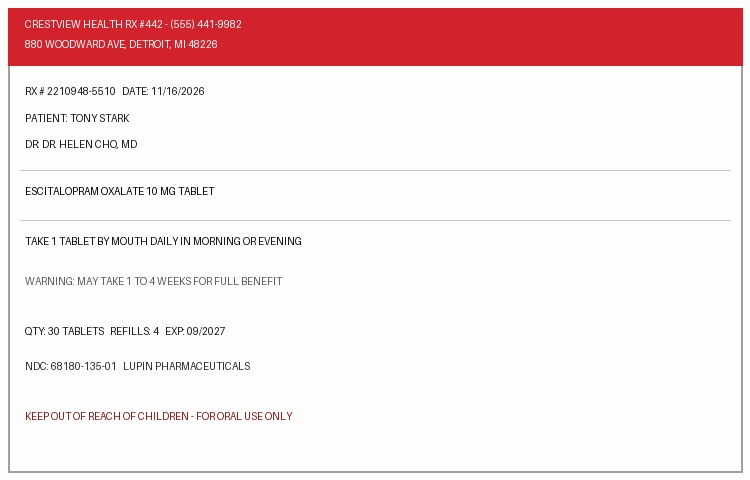 CRESTVIEW HEALTH RX #442 - (555) 441-9982
880 WOODWARD AVE, DETROIT, MI 48226
RX # 2210948-5510 DATE: 11/16/2026
PATIENT: TONY STARK
DR: DR. HELEN CHO, MD
ESCITALOPRAM OXALATE 10 MG TABLET
TAKE 1 TABLET BY MOUTH DAILY IN MORNING OR EVENING
WARNING: MAY TAKE 1 TO 4 WEEKS FOR FULL BENEFIT
QTY: 30 TABLETS REFILLS: 4 EXP: 09/2027
NDC: 68180-135-01 LUPIN PHARMACEUTICALS
KEEP OUT OF REACH OF CHILDREN - FOR ORAL USE ONLY